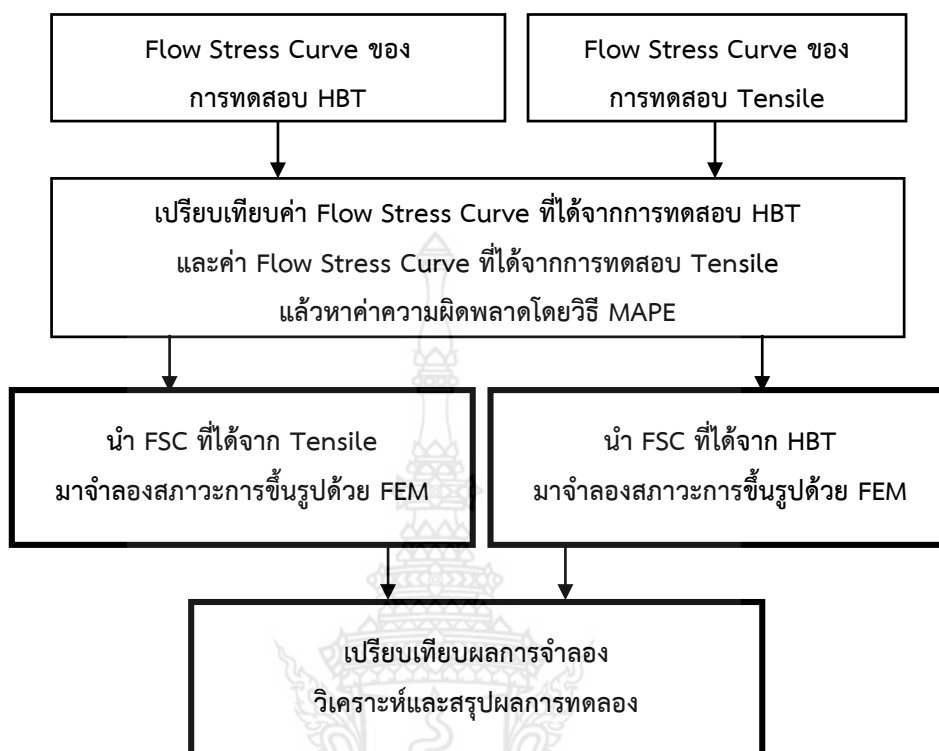 Flow Stress Curve ของ
การทดสอบ HBT
Flow Stress Curve ของ
การทดสอบ Tensile
เปรียบเทียบค่า Flow Stress Curve ที่ได้จากการทดสอบ HBT
และค่า Flow Stress Curve ที่ได้จากการทดสอบ Tensile
แล้วหาค่าความผิดพลาดโดยวิธี MAPE
นำ FSC ที่ได้จาก Tensile
มาจำลองสภาวะการขึ้นรูปด้วย FEM
นำ FSC ที่ได้จาก HBT
มาจำลองสภาวะการขึ้นรูปด้วย FEM
เปรียบเทียบผลการจำลอง
วิเคราะห์และสรุปผลการทดลอง